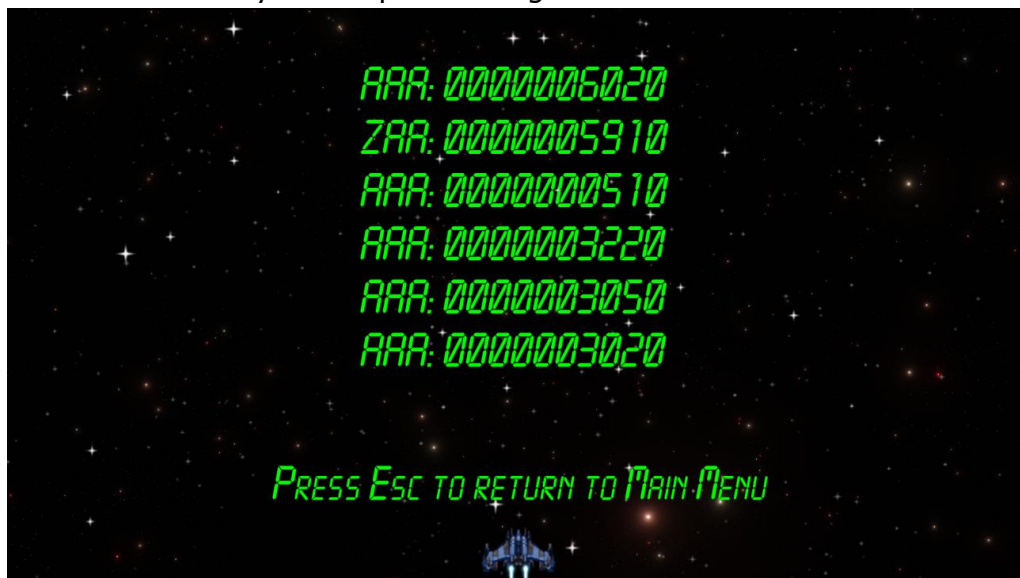 AAA: 0000006020
ZAA: 0000005910
AAA: 0000000510
AAA: 0000003220
AAA: 0000003050
AAA: 0000003020
Press Esc to return to Main Menu